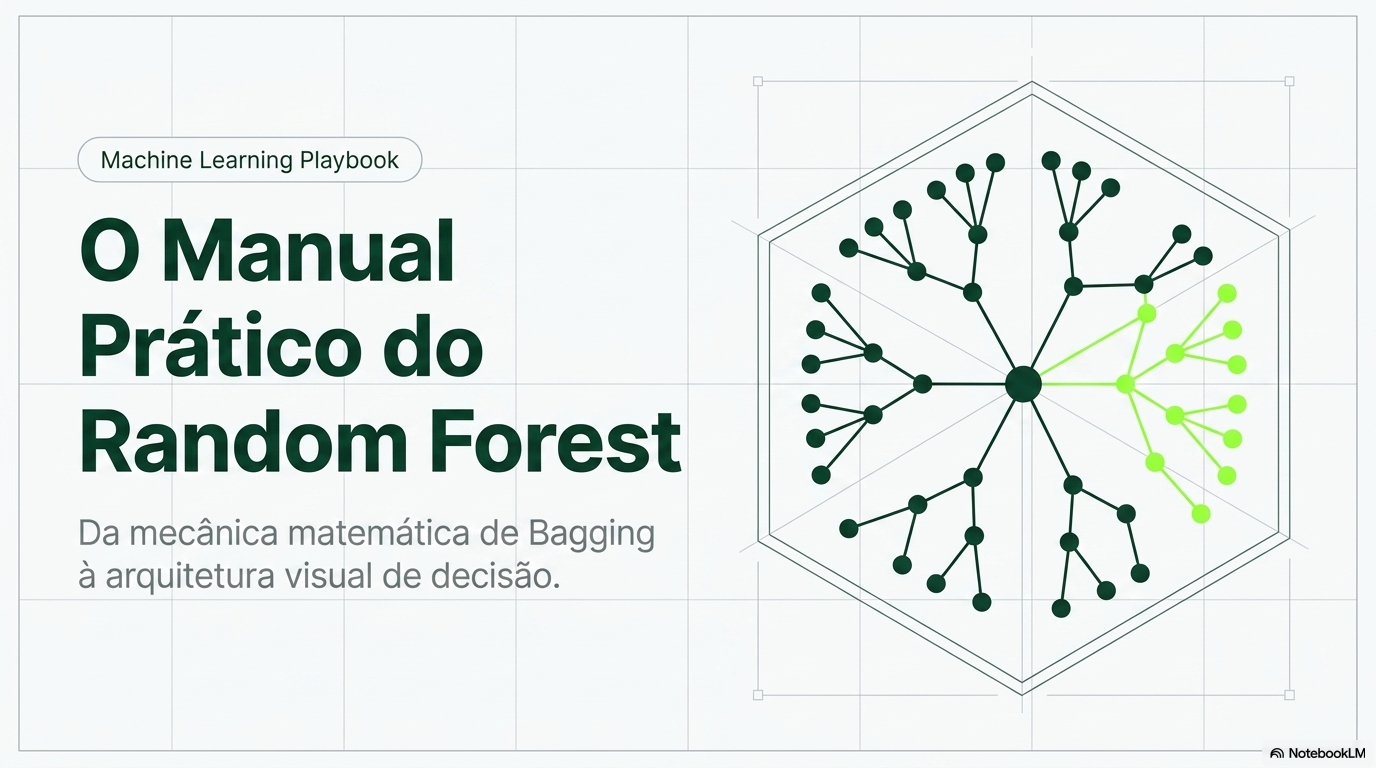 Machine Learning Playbook
O Manual
Prático do
Random Forest
Da mecânica matemática de Bagging
à arquitetura visual de decisão.
NotebookLM